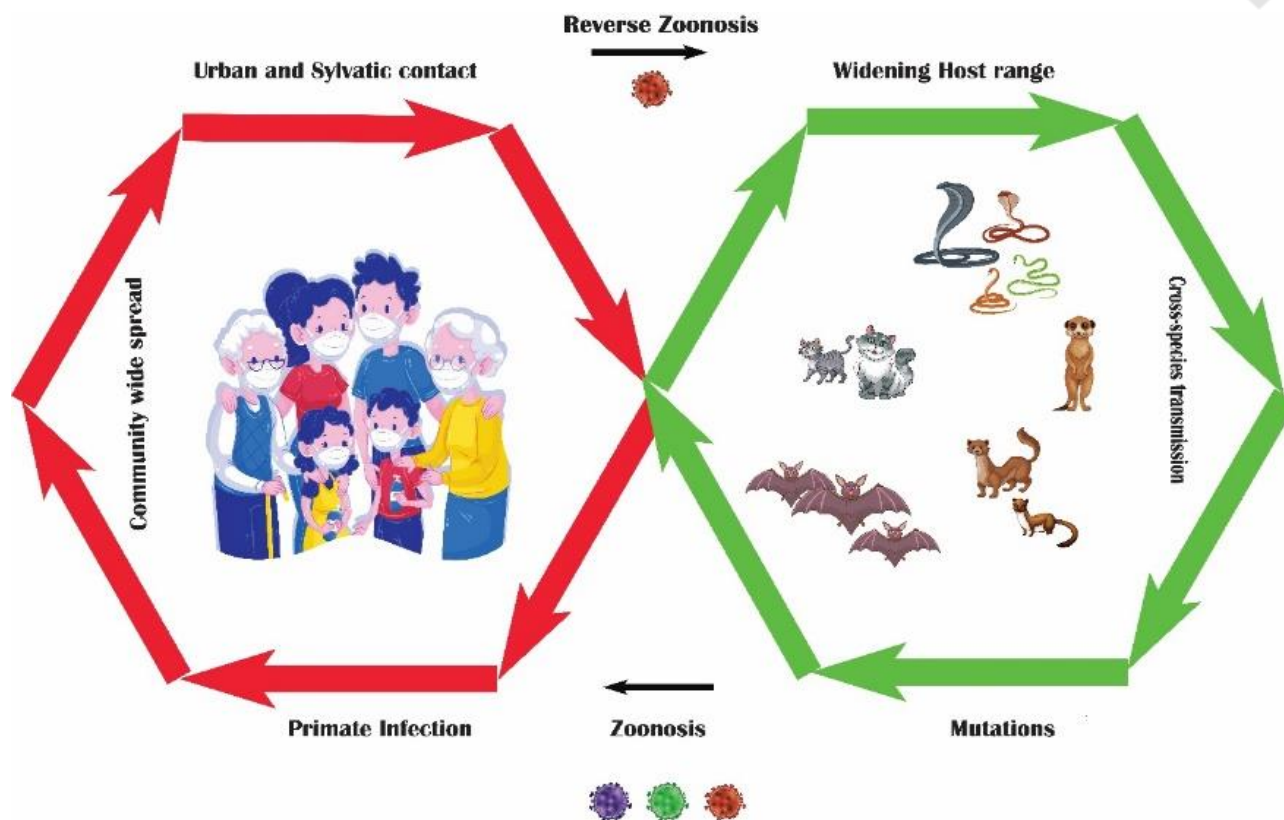 Reverse Zoonosis
Urban and Sylvatic contact
Widening Host range
Community wide spread
Cross-species transmission
Primate Infection
Zoonosis
Mutations